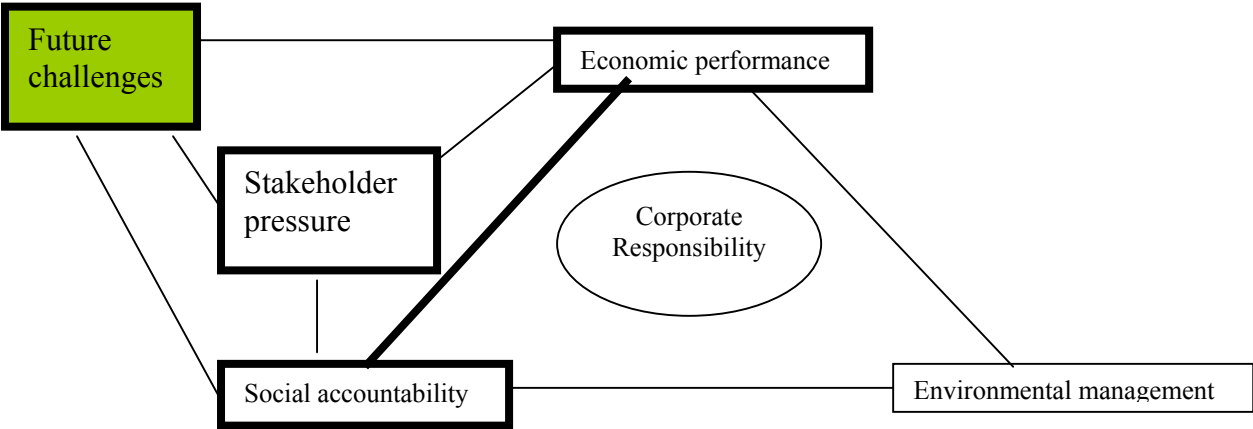 Future
challenges
Economic performance
Stakeholder
pressure
Corporate
Responsibility
Social accountability
Environmental management